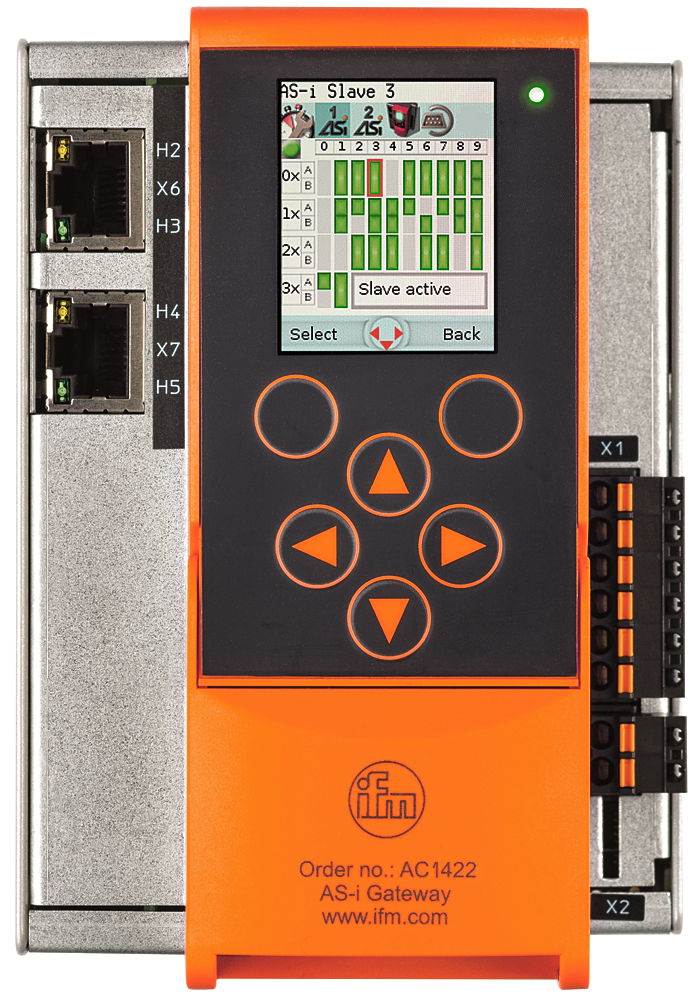 AS-i Slave 3
1 ASi 2 ASi
0 1 2 3 4 5 6 7 8 9
0x A
B
1x A
B
2x A
B
3x A
B
Slave active
Select Back
H2
X6
H3
H4
X7
H5
X1
ifm
Order no.: AC1422
AS-i Gateway
www.ifm.com
X2